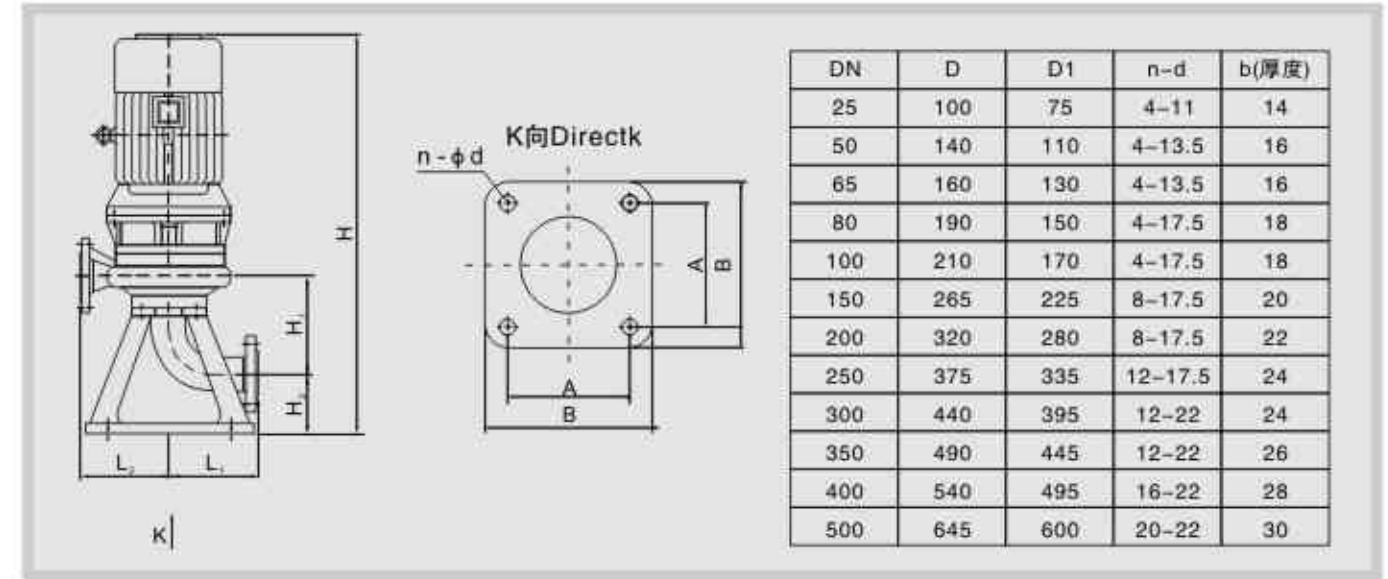 H
H₁
H₂
L₂ L₁
K
K向Directk
n-ϕd
A
B
A
B
DN D D1 n-d b(厚度)
25 100 75 4-11 14
50 140 110 4-13.5 16
65 160 130 4-13.5 16
80 190 150 4-17.5 18
100 210 170 4-17.5 18
150 265 225 8-17.5 20
200 320 280 8-17.5 22
250 375 335 12-17.5 24
300 440 395 12-22 24
350 490 445 12-22 26
400 540 495 16-22 28
500 645 600 20-22 30